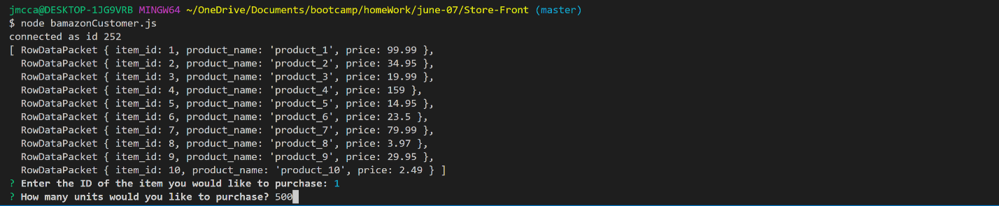 jmcca@DESKTOP-1JG9VRB MINGW64 ~/OneDrive/Documents/bootcamp/homeWork/june-07/Store-Front (master)
$ node bamazonCustomer.js
connected as id 252
[ RowDataPacket { item_id: 1, product_name: 'product_1', price: 99.99 },
  RowDataPacket { item_id: 2, product_name: 'product_2', price: 34.95 },
  RowDataPacket { item_id: 3, product_name: 'product_3', price: 19.99 },
  RowDataPacket { item_id: 4, product_name: 'product_4', price: 159 },
  RowDataPacket { item_id: 5, product_name: 'product_5', price: 14.95 },
  RowDataPacket { item_id: 6, product_name: 'product_6', price: 23.5 },
  RowDataPacket { item_id: 7, product_name: 'product_7', price: 79.99 },
  RowDataPacket { item_id: 8, product_name: 'product_8', price: 3.97 },
  RowDataPacket { item_id: 9, product_name: 'product_9', price: 29.95 },
  RowDataPacket { item_id: 10, product_name: 'product_10', price: 2.49 } ]
? Enter the ID of the item you would like to purchase: 1
? How many units would you like to purchase? 500